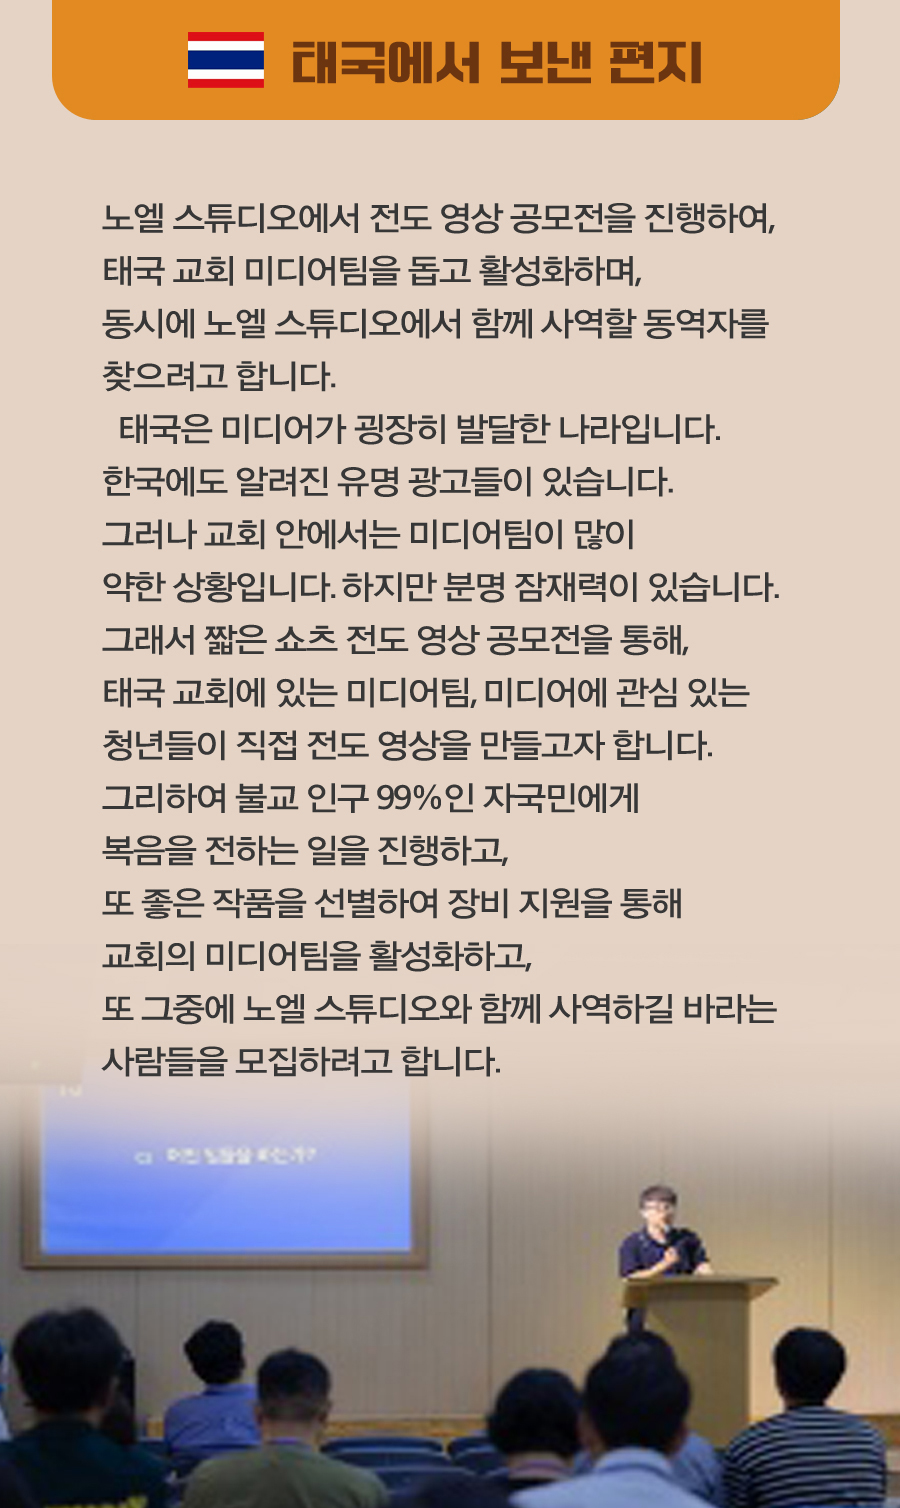 태국에서 보낸 편지
노엘 스튜디오에서 전도 영상 공모전을 진행하여,
태국 교회 미디어팀을 돕고 활성화하며,
동시에 노엘 스튜디오에서 함께 사역할 동역자를
찾으려고 합니다.
태국은 미디어가 굉장히 발달한 나라입니다.
한국에도 알려진 유명 광고들이 있습니다.
그러나 교회 안에서는 미디어팀이 많이
약한 상황입니다. 하지만 분명 잠재력이 있습니다.
그래서 짧은 쇼츠 전도 영상 공모전을 통해,
태국 교회에 있는 미디어팀, 미디어에 관심 있는
청년들이 직접 전도 영상을 만들고자 합니다.
그리하여 불교 인구 99%인 자국민에게
복음을 전하는 일을 진행하고,
또 좋은 작품을 선별하여 장비 지원을 통해
교회의 미디어팀을 활성화하고,
또 그중에 노엘 스튜디오와 함께 사역하길 바라는
사람들을 모집하려고 합니다.